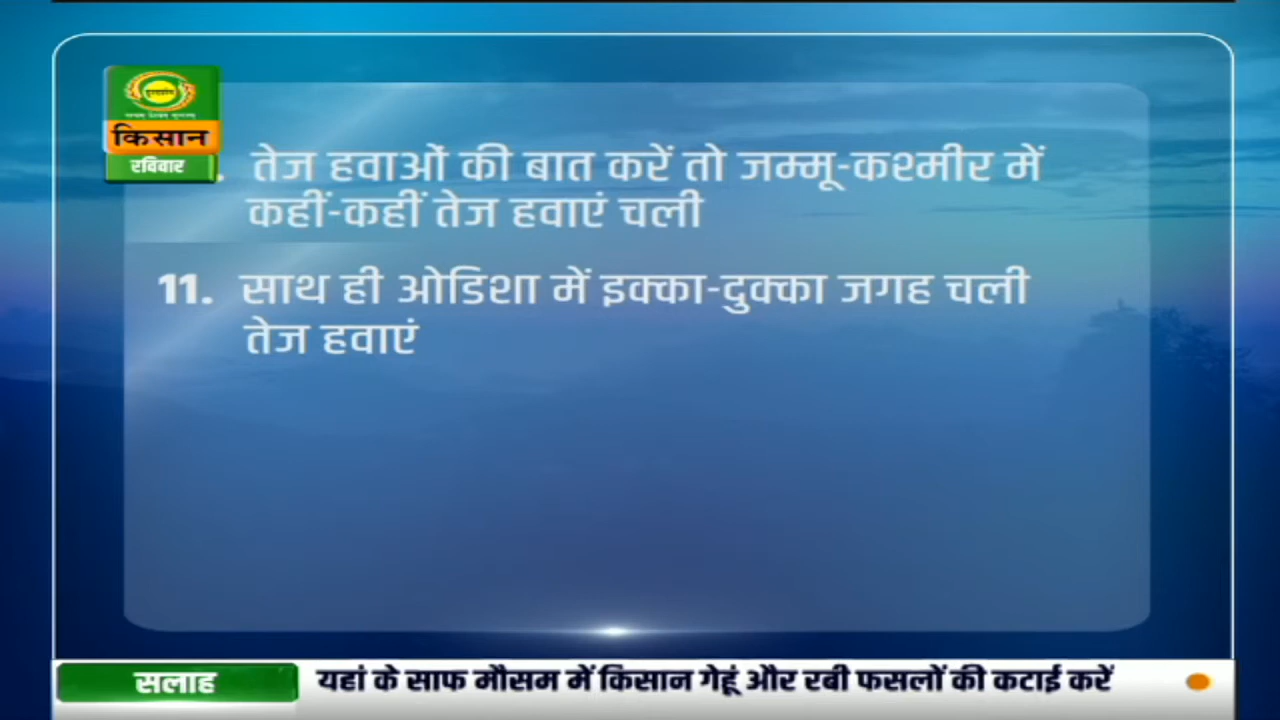 किसान
रविवार
. तेज हवाओं की बात करें तो जम्मू-कश्मीर में
कहीं-कहीं तेज हवाएं चली
11. साथ ही ओडिशा में इक्का-दुक्का जगह चली
तेज हवाएं
सलाह यहां के साफ मौसम में किसान गेहूं और रबी फसलों की कटाई करें